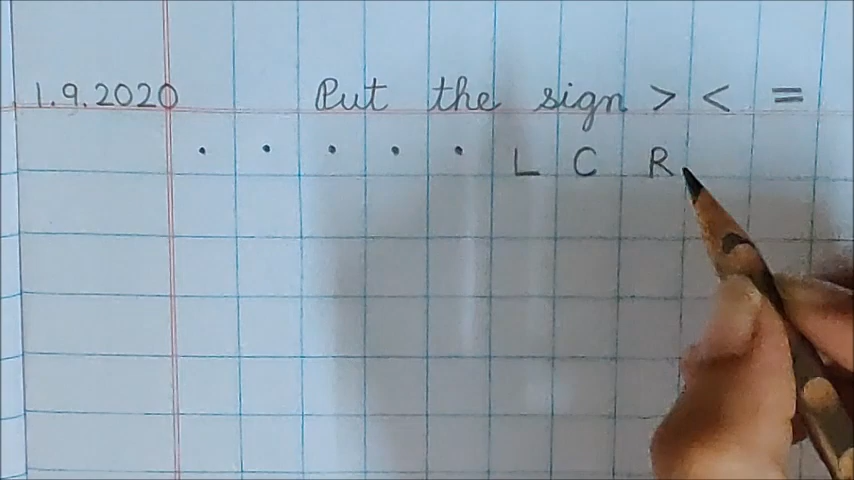 1.9.2020 Put the sign > < =
. . . . . L C R